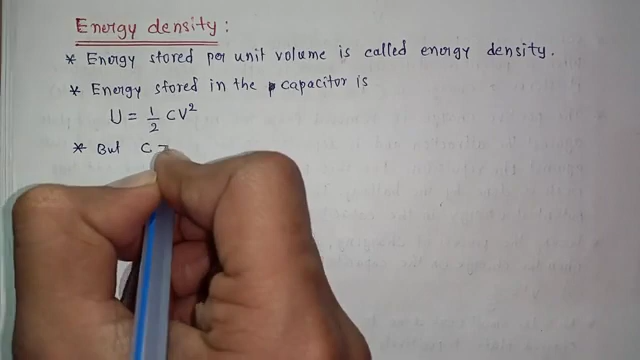 Energy density :
* Energy stored per unit volume is called energy density.
* Energy stored in the capacitor is
U = 1/2 CV²
* But C =